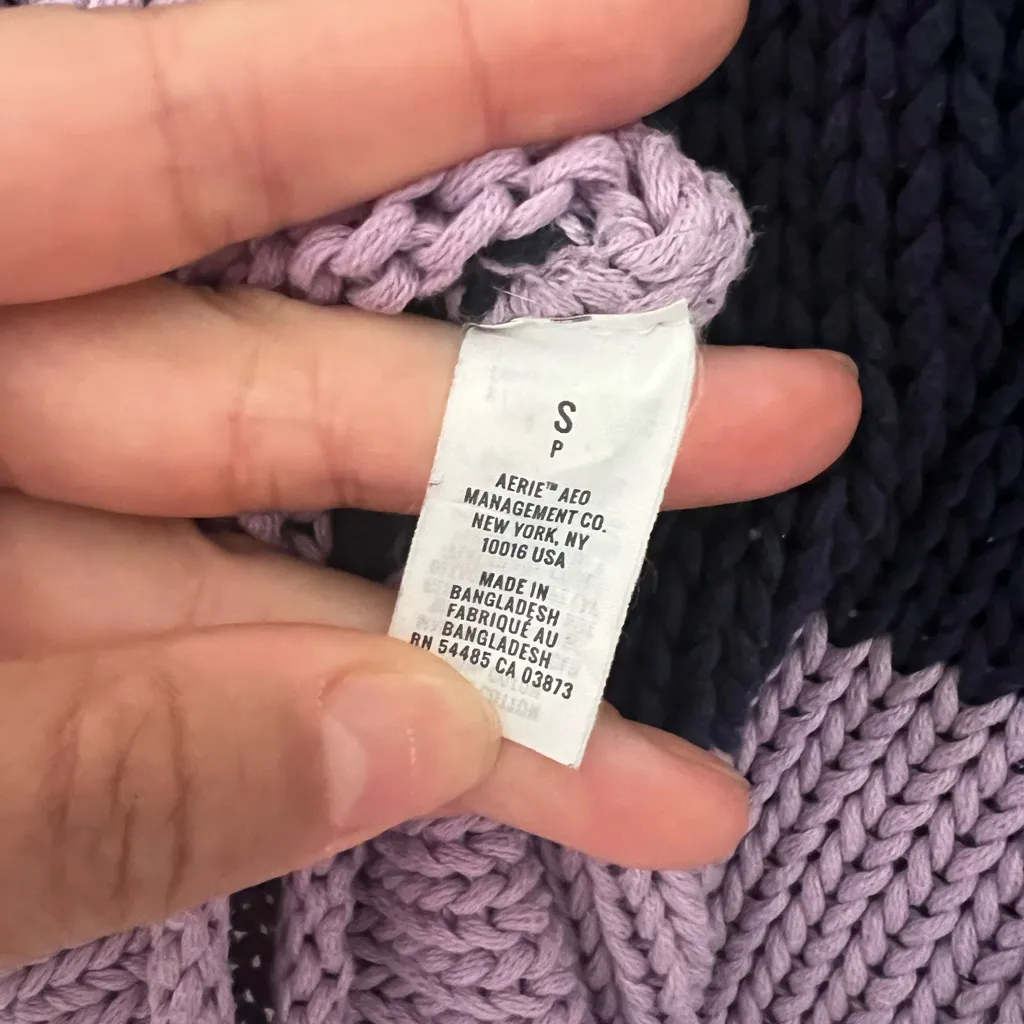 S
P
AERIE™ AEO
MANAGEMENT CO.
NEW YORK, NY
10016 USA
MADE IN
BANGLADESH
FABRIQUÉ AU
BANGLADESH
RN 54485 CA 03873